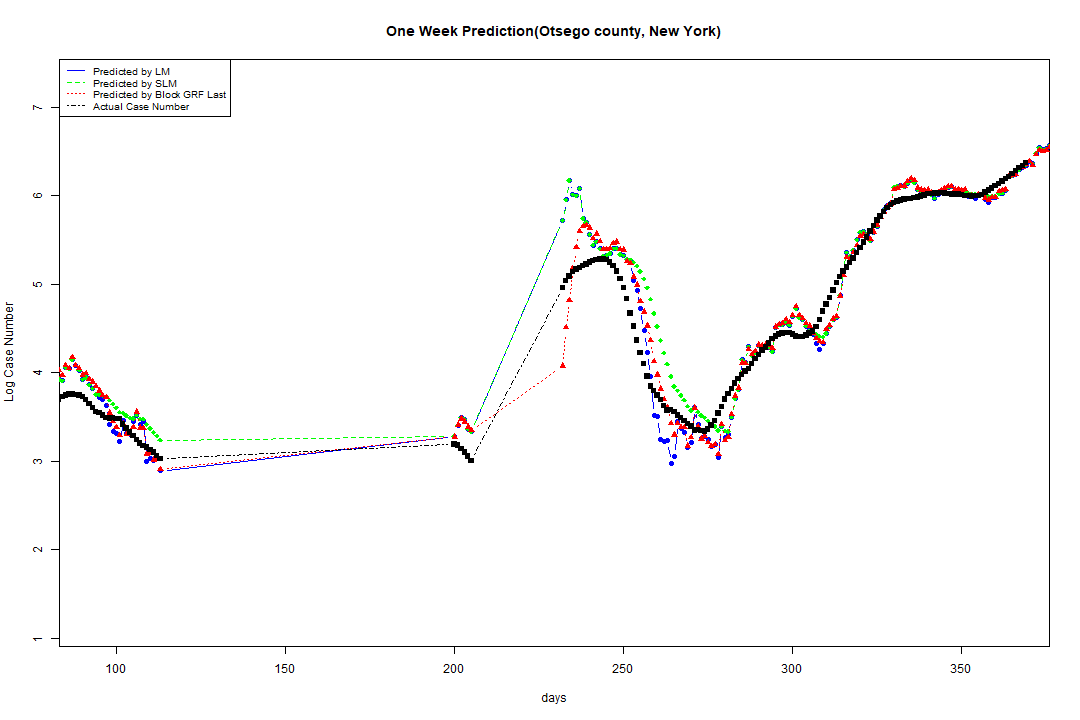 One Week Prediction(Otsego county, New York)
Predicted by LM
Predicted by SLM
Predicted by Block GRF Last
Actual Case Number
7
6
5
4
3
2
1
Log Case Number
100 150 200 250 300 350
days